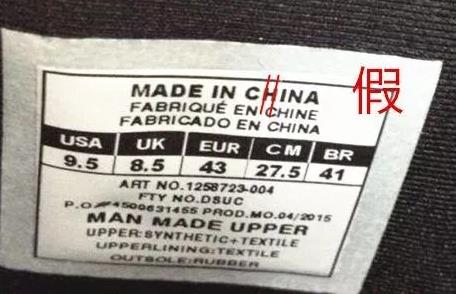 假
MADE IN CHINA
FABRIQUÉ EN CHINE
FABRICADO EN CHINA
USA UK EUR CM BR
9.5 8.5 43 27.5 41
ART NO.1258723-004
FTY NO.DSUC
P.O#4500631455 PROD.MO.04/2015
MAN MADE UPPER
UPPER:SYNTHETIC+TEXTILE
UPPERLINING:TEXTILE
OUTSOLE:RUBBER